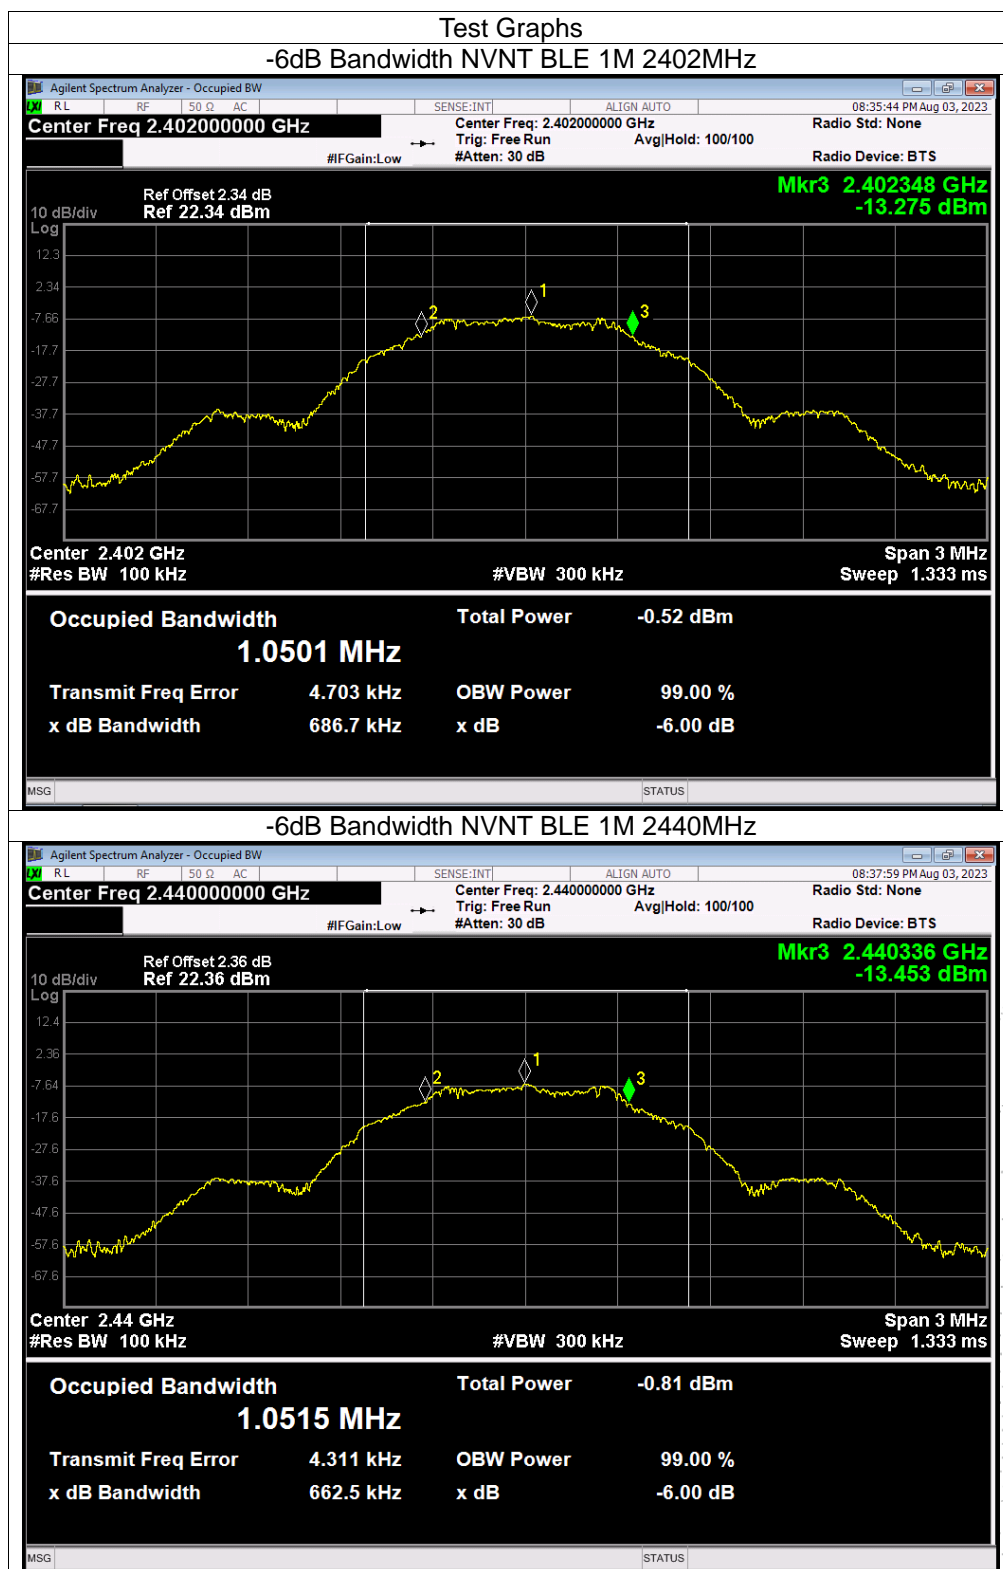 Test Graphs
-6dB Bandwidth NVNT BLE 1M 2402MHz
Agilent Spectrum Analyzer - Occupied BW
LXI RL RF 50 Ω AC SENSE:INT ALIGN AUTO 08:35:44 PM Aug 03, 2023
Center Freq 2.402000000 GHz Center Freq: 2.402000000 GHz Radio Std: None
Trig: Free Run Avg|Hold: 100/100
#IFGain:Low #Atten: 30 dB Radio Device: BTS
Mkr3 2.402348 GHz
Ref Offset 2.34 dB
10 dB/div Ref 22.34 dBm -13.275 dBm
Log
12.3
2.34
1
2
3
-7.66
-17.7
-27.7
-37.7
-47.7
-57.7
-67.7
Center 2.402 GHz Span 3 MHz
#Res BW 100 kHz #VBW 300 kHz Sweep 1.333 ms
Occupied Bandwidth Total Power -0.52 dBm
1.0501 MHz
Transmit Freq Error 4.703 kHz OBW Power 99.00 %
x dB Bandwidth 686.7 kHz x dB -6.00 dB
MSG STATUS
-6dB Bandwidth NVNT BLE 1M 2440MHz
Agilent Spectrum Analyzer - Occupied BW
LXI RL RF 50 Ω AC SENSE:INT ALIGN AUTO 08:37:59 PM Aug 03, 2023
Center Freq 2.440000000 GHz Center Freq: 2.440000000 GHz Radio Std: None
Trig: Free Run Avg|Hold: 100/100
#IFGain:Low #Atten: 30 dB Radio Device: BTS
Mkr3 2.440336 GHz
Ref Offset 2.36 dB
10 dB/div Ref 22.36 dBm -13.453 dBm
Log
12.4
2.36
1
2
3
-7.64
-17.6
-27.6
-37.6
-47.6
-57.6
-67.6
Center 2.44 GHz Span 3 MHz
#Res BW 100 kHz #VBW 300 kHz Sweep 1.333 ms
Occupied Bandwidth Total Power -0.81 dBm
1.0515 MHz
Transmit Freq Error 4.311 kHz OBW Power 99.00 %
x dB Bandwidth 662.5 kHz x dB -6.00 dB
MSG STATUS